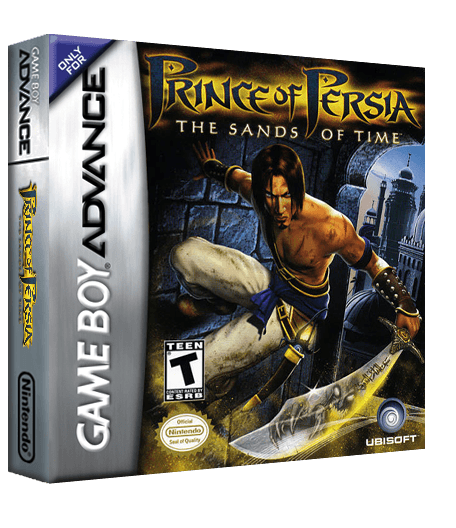 GAME BOY
ADVANCE
PRINCE OF PERSIA
Nintendo
ONLY
FOR
GAME BOY ADVANCE
PRINCE OF PERSIA
THE SANDS OF TIME™
TEEN
T
CONTENT RATED BY
ESRB
Official
Nintendo
Seal of Quality
UBISOFT